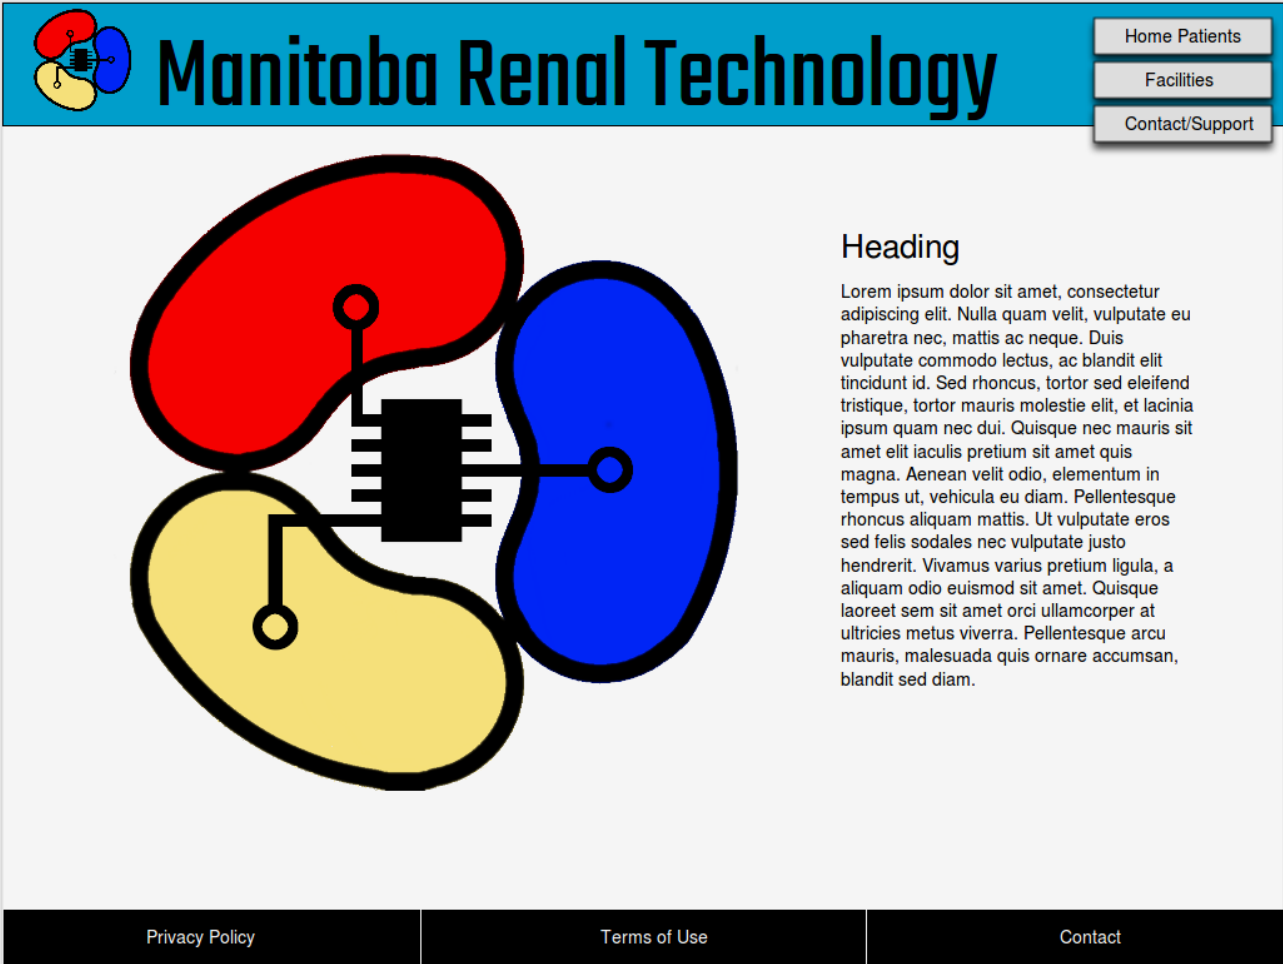 Manitoba Renal Technology
Home Patients
Facilities
Contact/Support
Heading
Lorem ipsum dolor sit amet, consectetur
adipiscing elit. Nulla quam velit, vulputate eu
pharetra nec, mattis ac neque. Duis
vulputate commodo lectus, ac blandit elit
tincidunt id. Sed rhoncus, tortor sed eleifend
tristique, tortor mauris molestie elit, et lacinia
ipsum quam nec dui. Quisque nec mauris sit
amet elit iaculis pretium sit amet quis
magna. Aenean velit odio, elementum in
tempus ut, vehicula eu diam. Pellentesque
rhoncus aliquam mattis. Ut vulputate eros
sed felis sodales nec vulputate justo
hendrerit. Vivamus varius pretium ligula, a
aliquam odio euismod sit amet. Quisque
laoreet sem sit amet orci ullamcorper at
ultricies metus viverra. Pellentesque arcu
mauris, malesuada quis ornare accumsan,
blandit sed diam.
Privacy Policy
Terms of Use
Contact